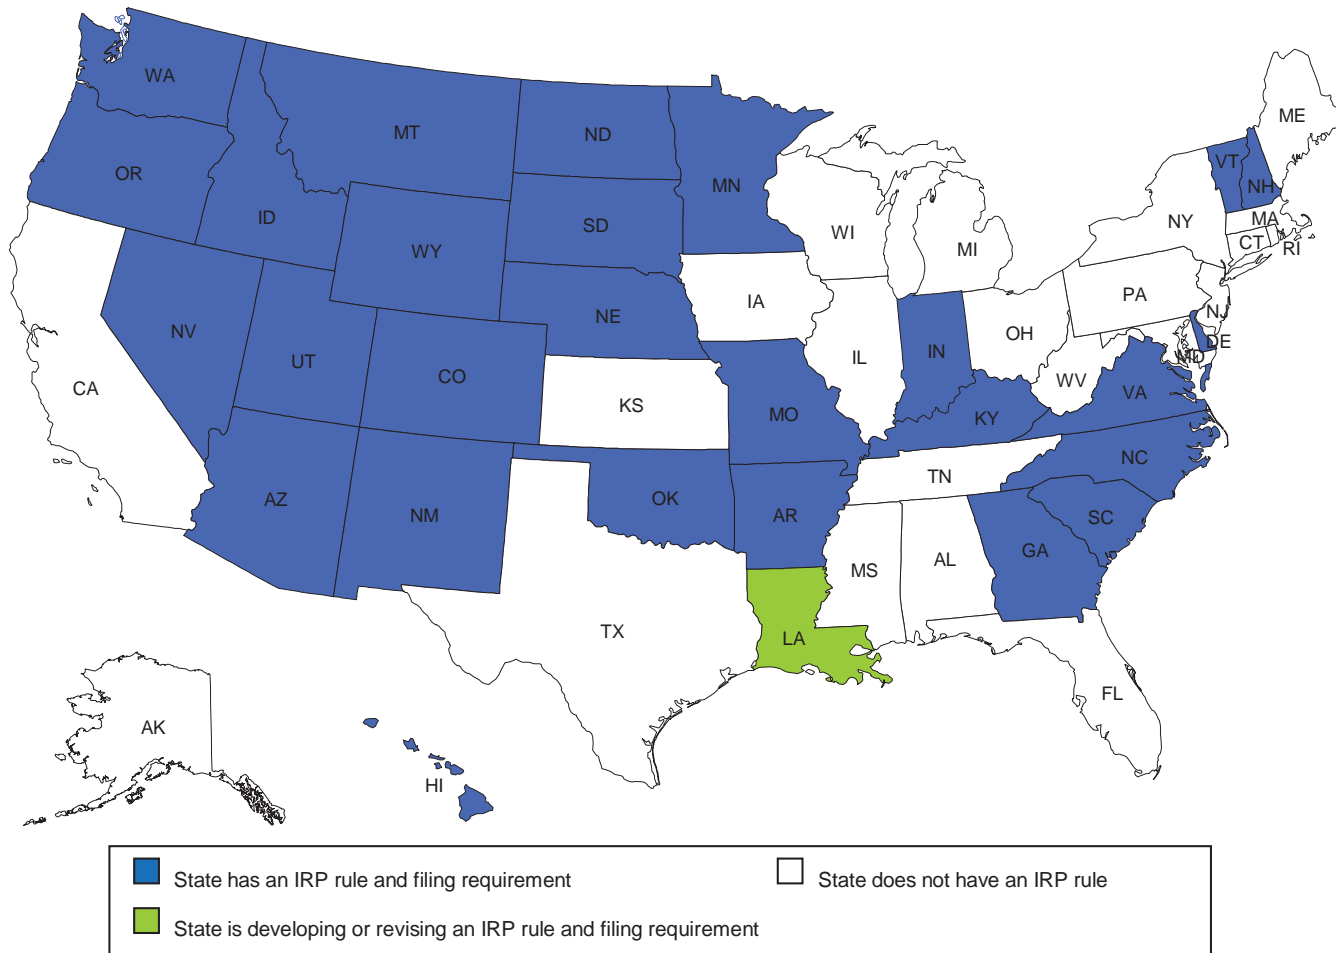 WA
MT
ND
MN
ME
VT
NH
OR
ID
SD
WY
WI
MI
NY
MA
CT
RI
IA
NE
PA
NJ
NV
UT
CO
IL
IN
OH
DE
MD
CA
KS
MO
WV
VA
KY
NC
TN
AZ
NM
OK
AR
SC
GA
MS
AL
TX
LA
FL
AK
HI
State has an IRP rule and filing requirement
State does not have an IRP rule
State is developing or revising an IRP rule and filing requirement